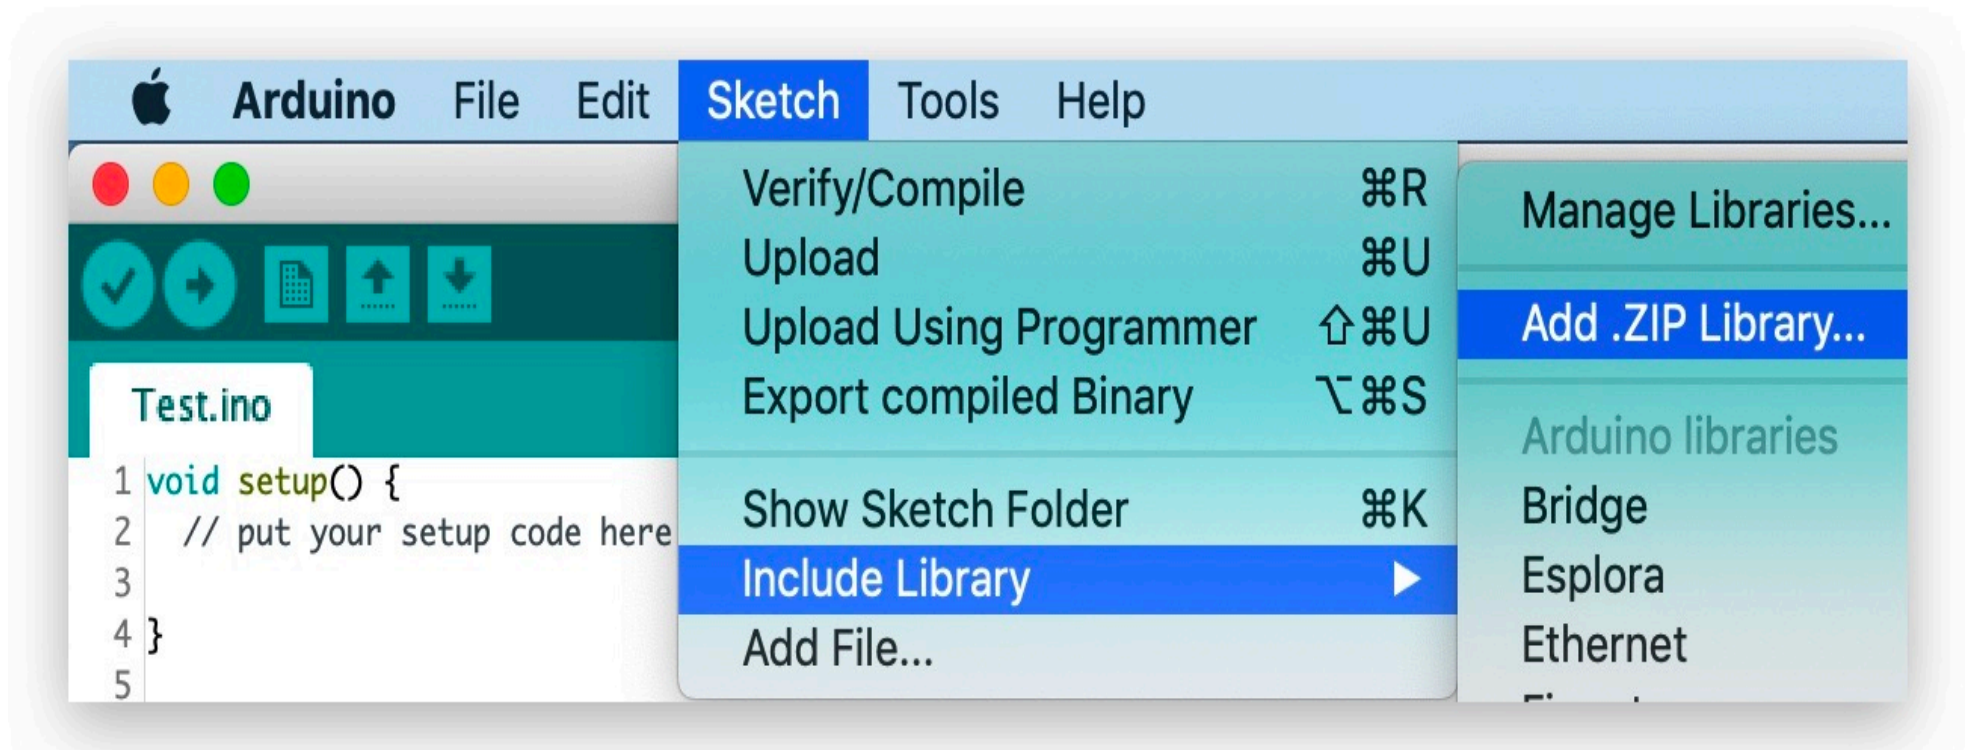 Arduino File Edit Sketch Tools Help
Verify/Compile ⌘R
Upload ⌘U
Upload Using Programmer ⇧⌘U
Export compiled Binary ⌥⌘S
Show Sketch Folder ⌘K
Include Library
Add File...
Manage Libraries...
Add .ZIP Library...
Arduino libraries
Bridge
Esplora
Ethernet
Test.ino
1 void setup() {
2 // put your setup code here
3
4 }
5